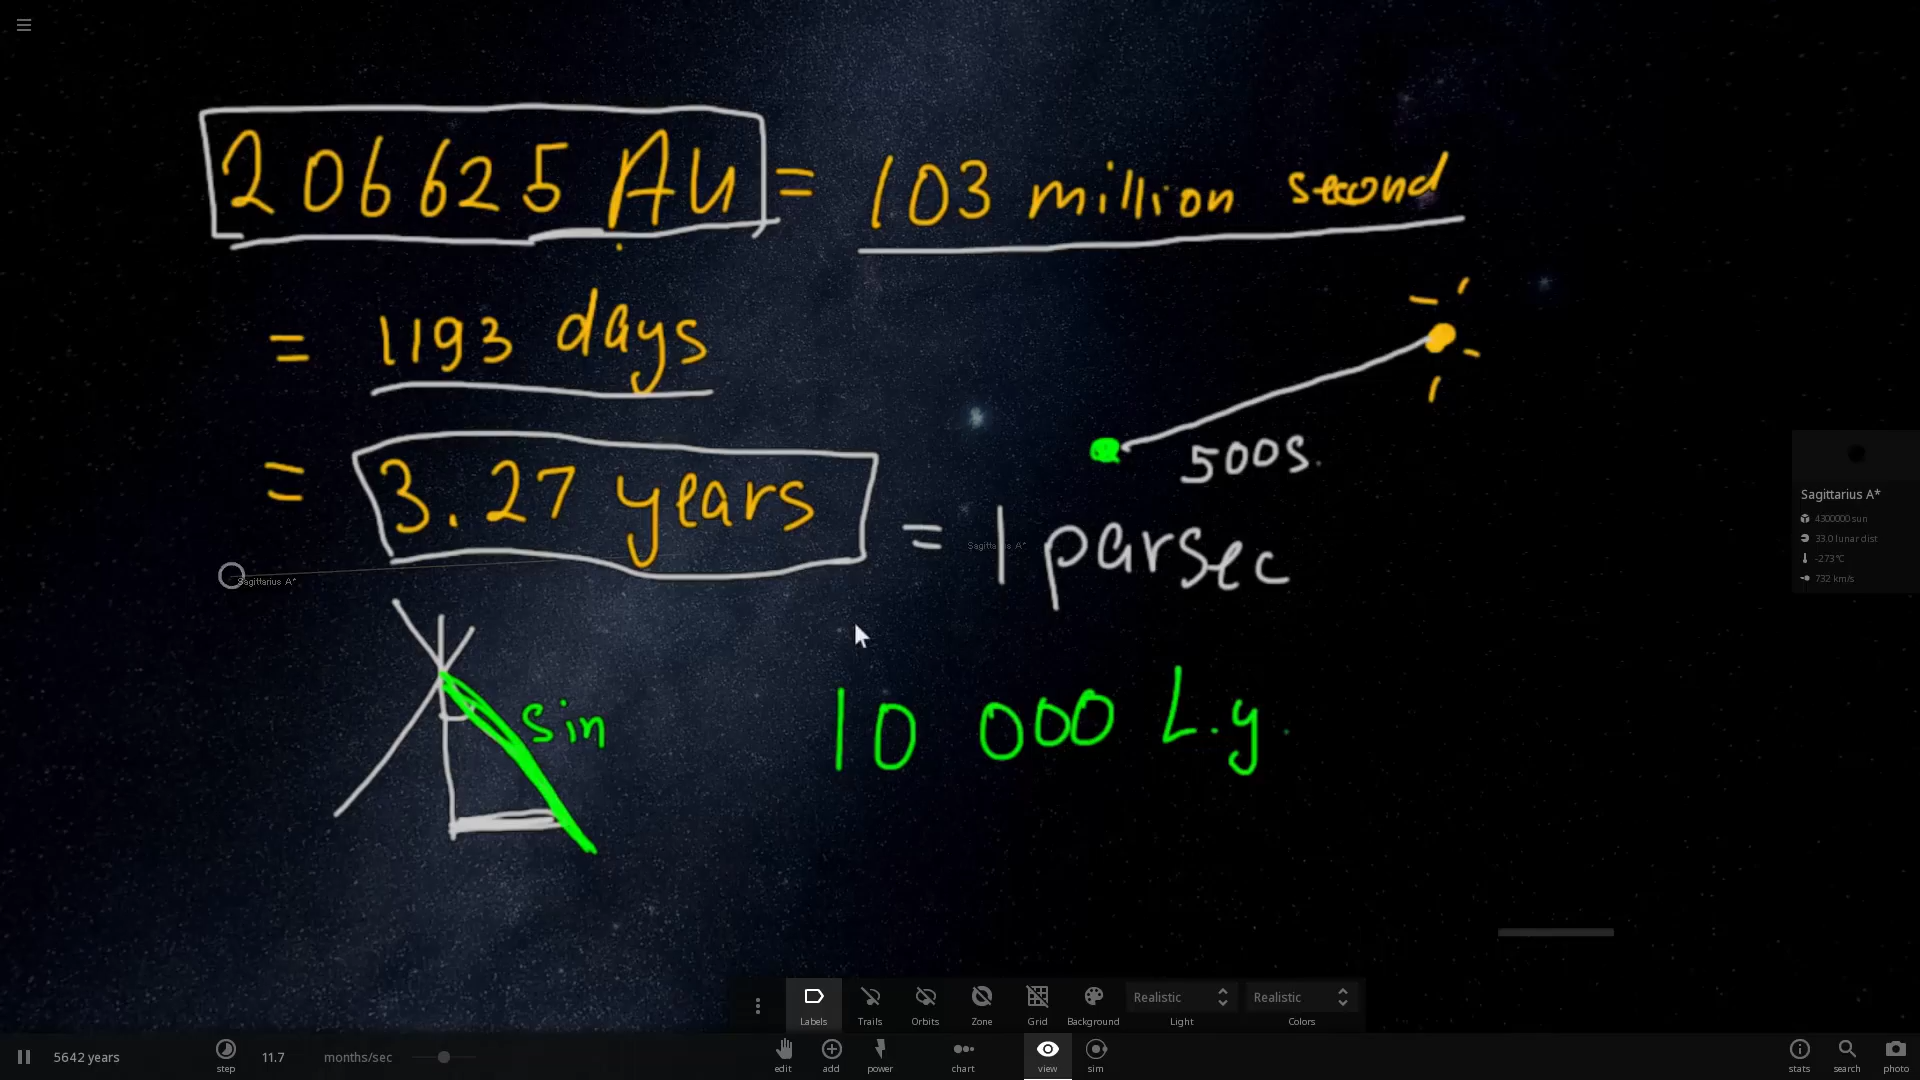 206625 AU = 103 million second
= 1193 days
= 3.27 years = 1 parsec
500s.
Sagittarius A*
Sagittarius A*
sin
10 000 L.y.
Sagittarius A*
4300000 sun
33.0 lunar dist
-273°C
732 km/s
Labels
Trails
Orbits
Zone
Grid
Background
Realistic
Light
Realistic
Colors
5642 years
step
11.7 months/sec
edit
add
power
chart
view
sim
stats
search
photo